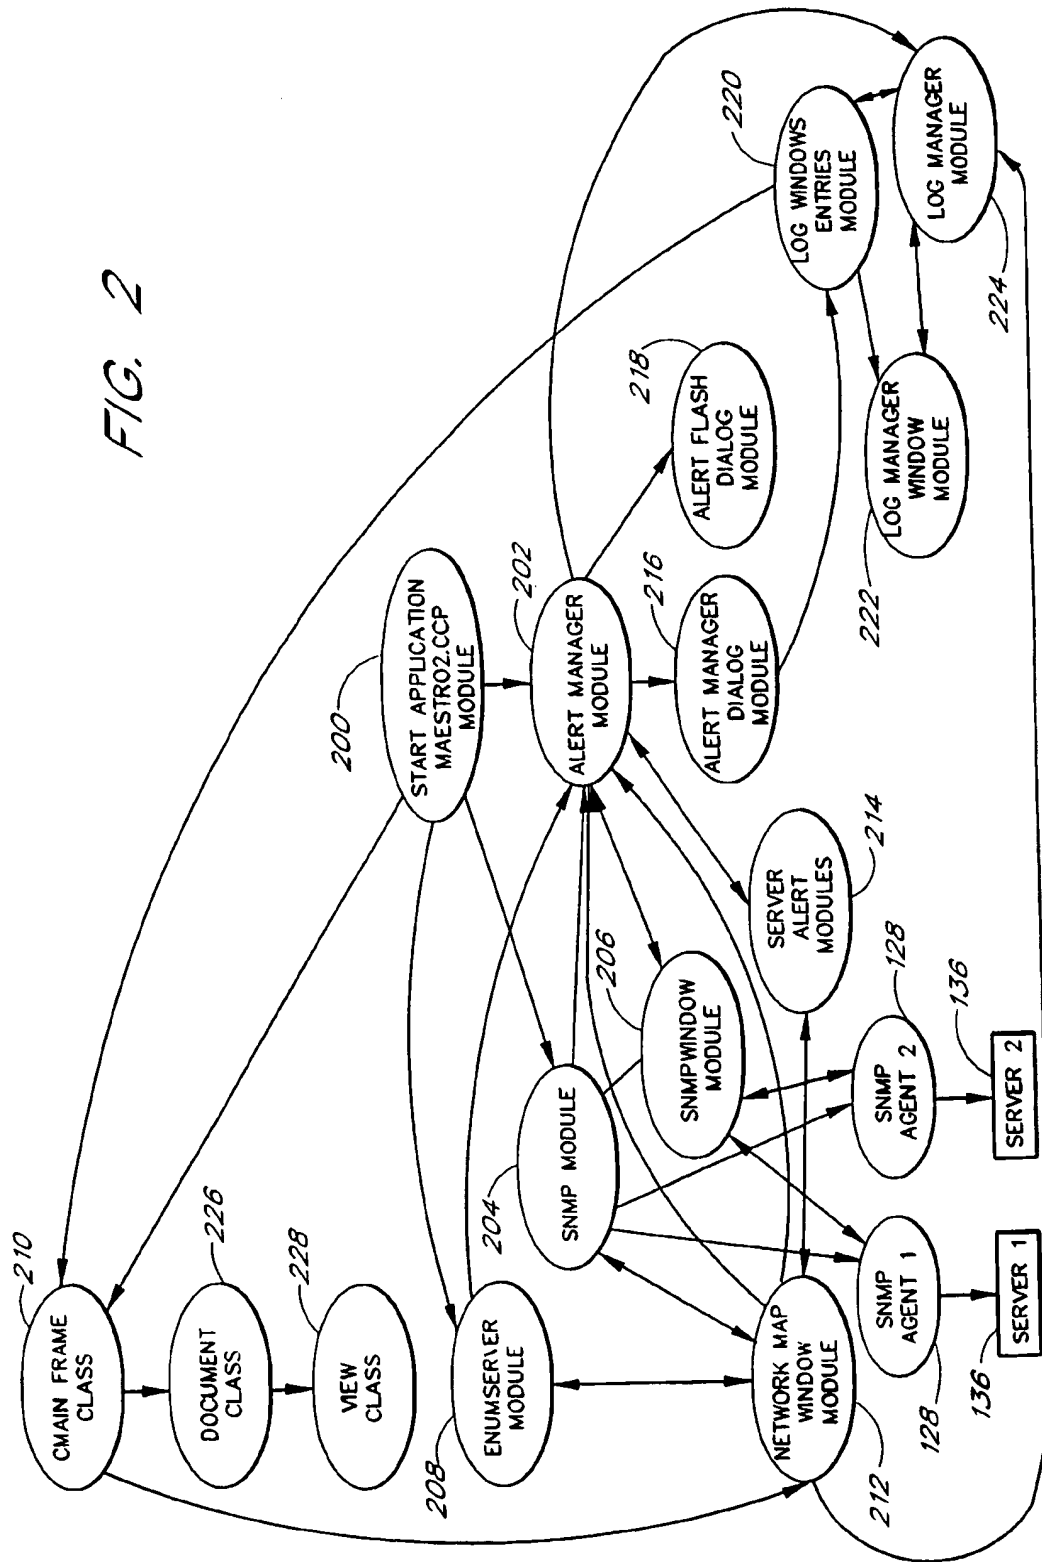 FIG. 2
210
CMAIN FRAME
CLASS
226
DOCUMENT
CLASS
228
VIEW
CLASS
208
ENUMSERVER
MODULE
212
NETWORK MAP
WINDOW
MODULE
200
START APPLICATION
MAESTRO2.CCP
MODULE
204
SNMP MODULE
206
SNMPWINDOW
MODULE
128
SNMP
AGENT 1
136
SERVER 1
128
SNMP
AGENT 2
136
SERVER 2
202
ALERT MANAGER
MODULE
214
SERVER
ALERT
MODULES
216
ALERT MANAGER
DIALOG
MODULE
218
ALERT FLASH
DIALOG
MODULE
220
LOG WINDOWS
ENTRIES
MODULE
222
LOG MANAGER
WINDOW
MODULE
224
LOG MANAGER
MODULE